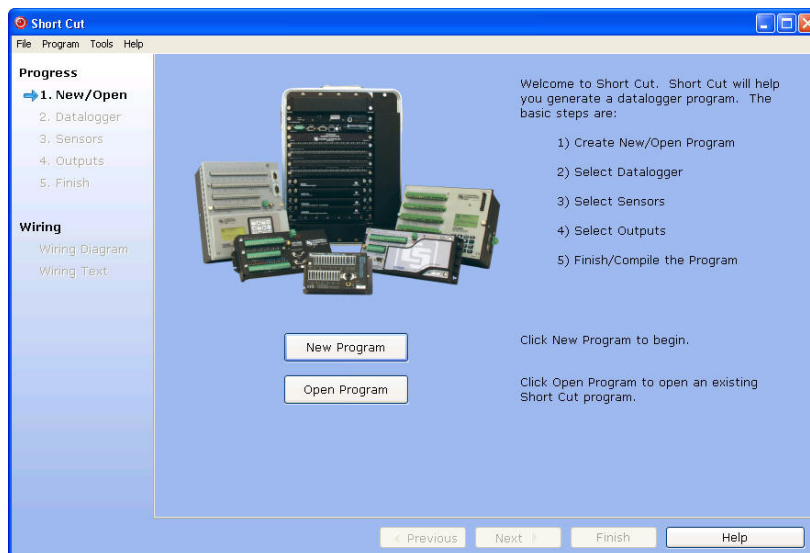 Short Cut
File Program Tools Help
Progress
1. New/Open
2. Datalogger
3. Sensors
4. Outputs
5. Finish
Wiring
Wiring Diagram
Wiring Text
Welcome to Short Cut. Short Cut will help
you generate a datalogger program. The
basic steps are:
1) Create New/Open Program
2) Select Datalogger
3) Select Sensors
4) Select Outputs
5) Finish/Compile the Program
New Program
Click New Program to begin.
Open Program
Click Open Program to open an existing
Short Cut program.
Previous Next Finish Help